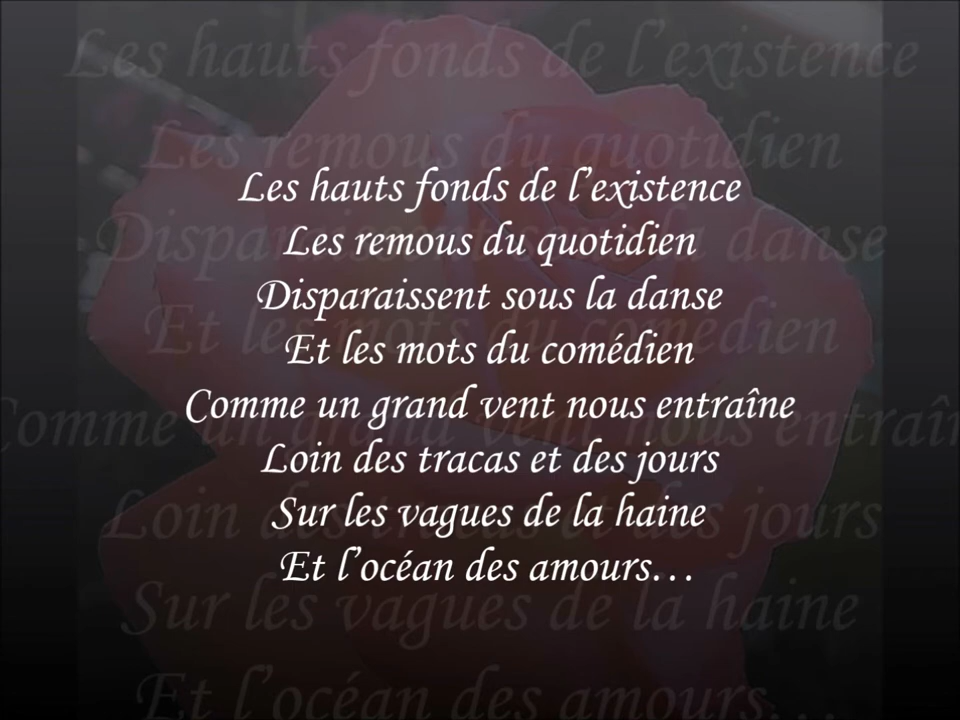 Les hauts fonds de l’existence
Les remous du quotidien
Disparaissent sous la danse
Et les mots du comédien
Comme un grand vent nous entraîne
Loin des tracas et des jours
Sur les vagues de la haine
Et l’océan des amours…